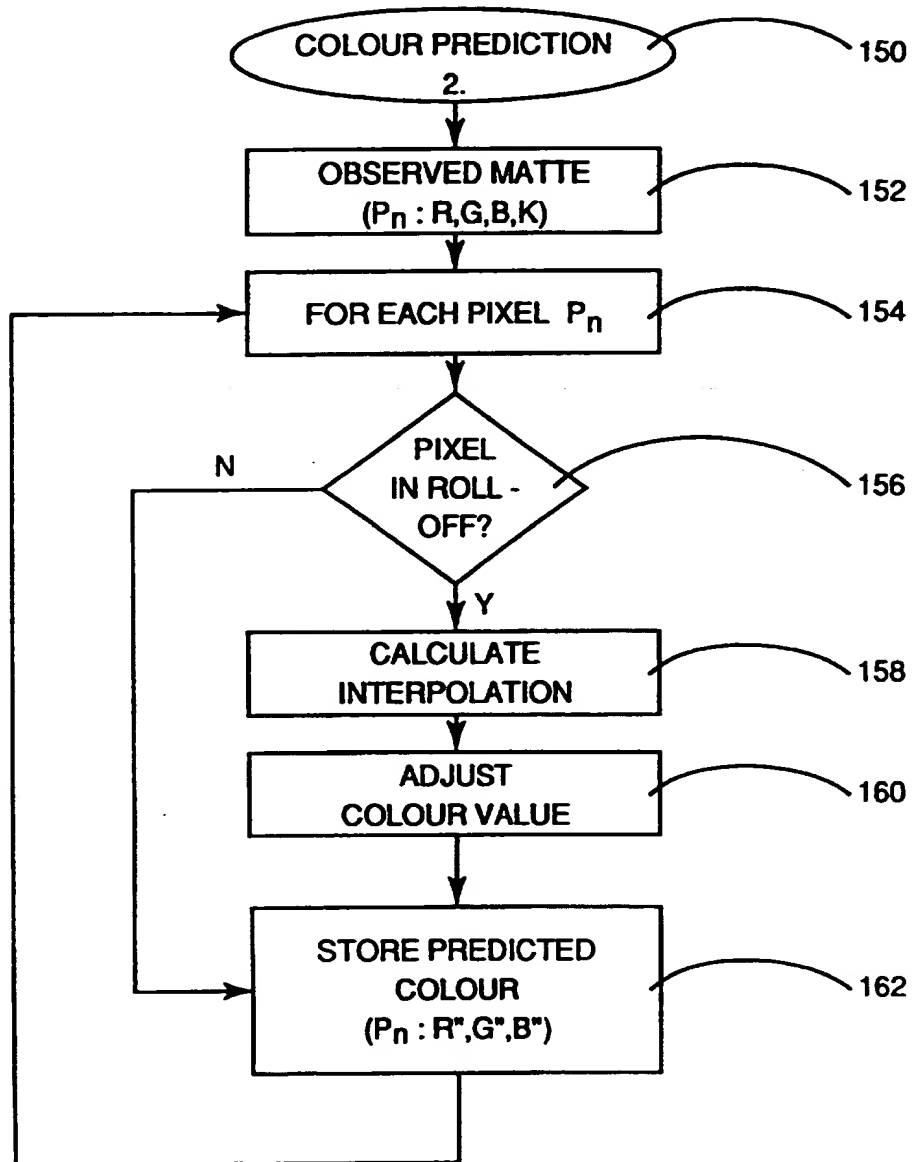 COLOUR PREDICTION
2.
150
OBSERVED MATTE
(Pn : R,G,B,K)
152
FOR EACH PIXEL Pn
154
PIXEL
IN ROLL -
OFF?
156
N
Y
CALCULATE
INTERPOLATION
158
ADJUST
COLOUR VALUE
160
STORE PREDICTED
COLOUR
(Pn : R",G",B")
162